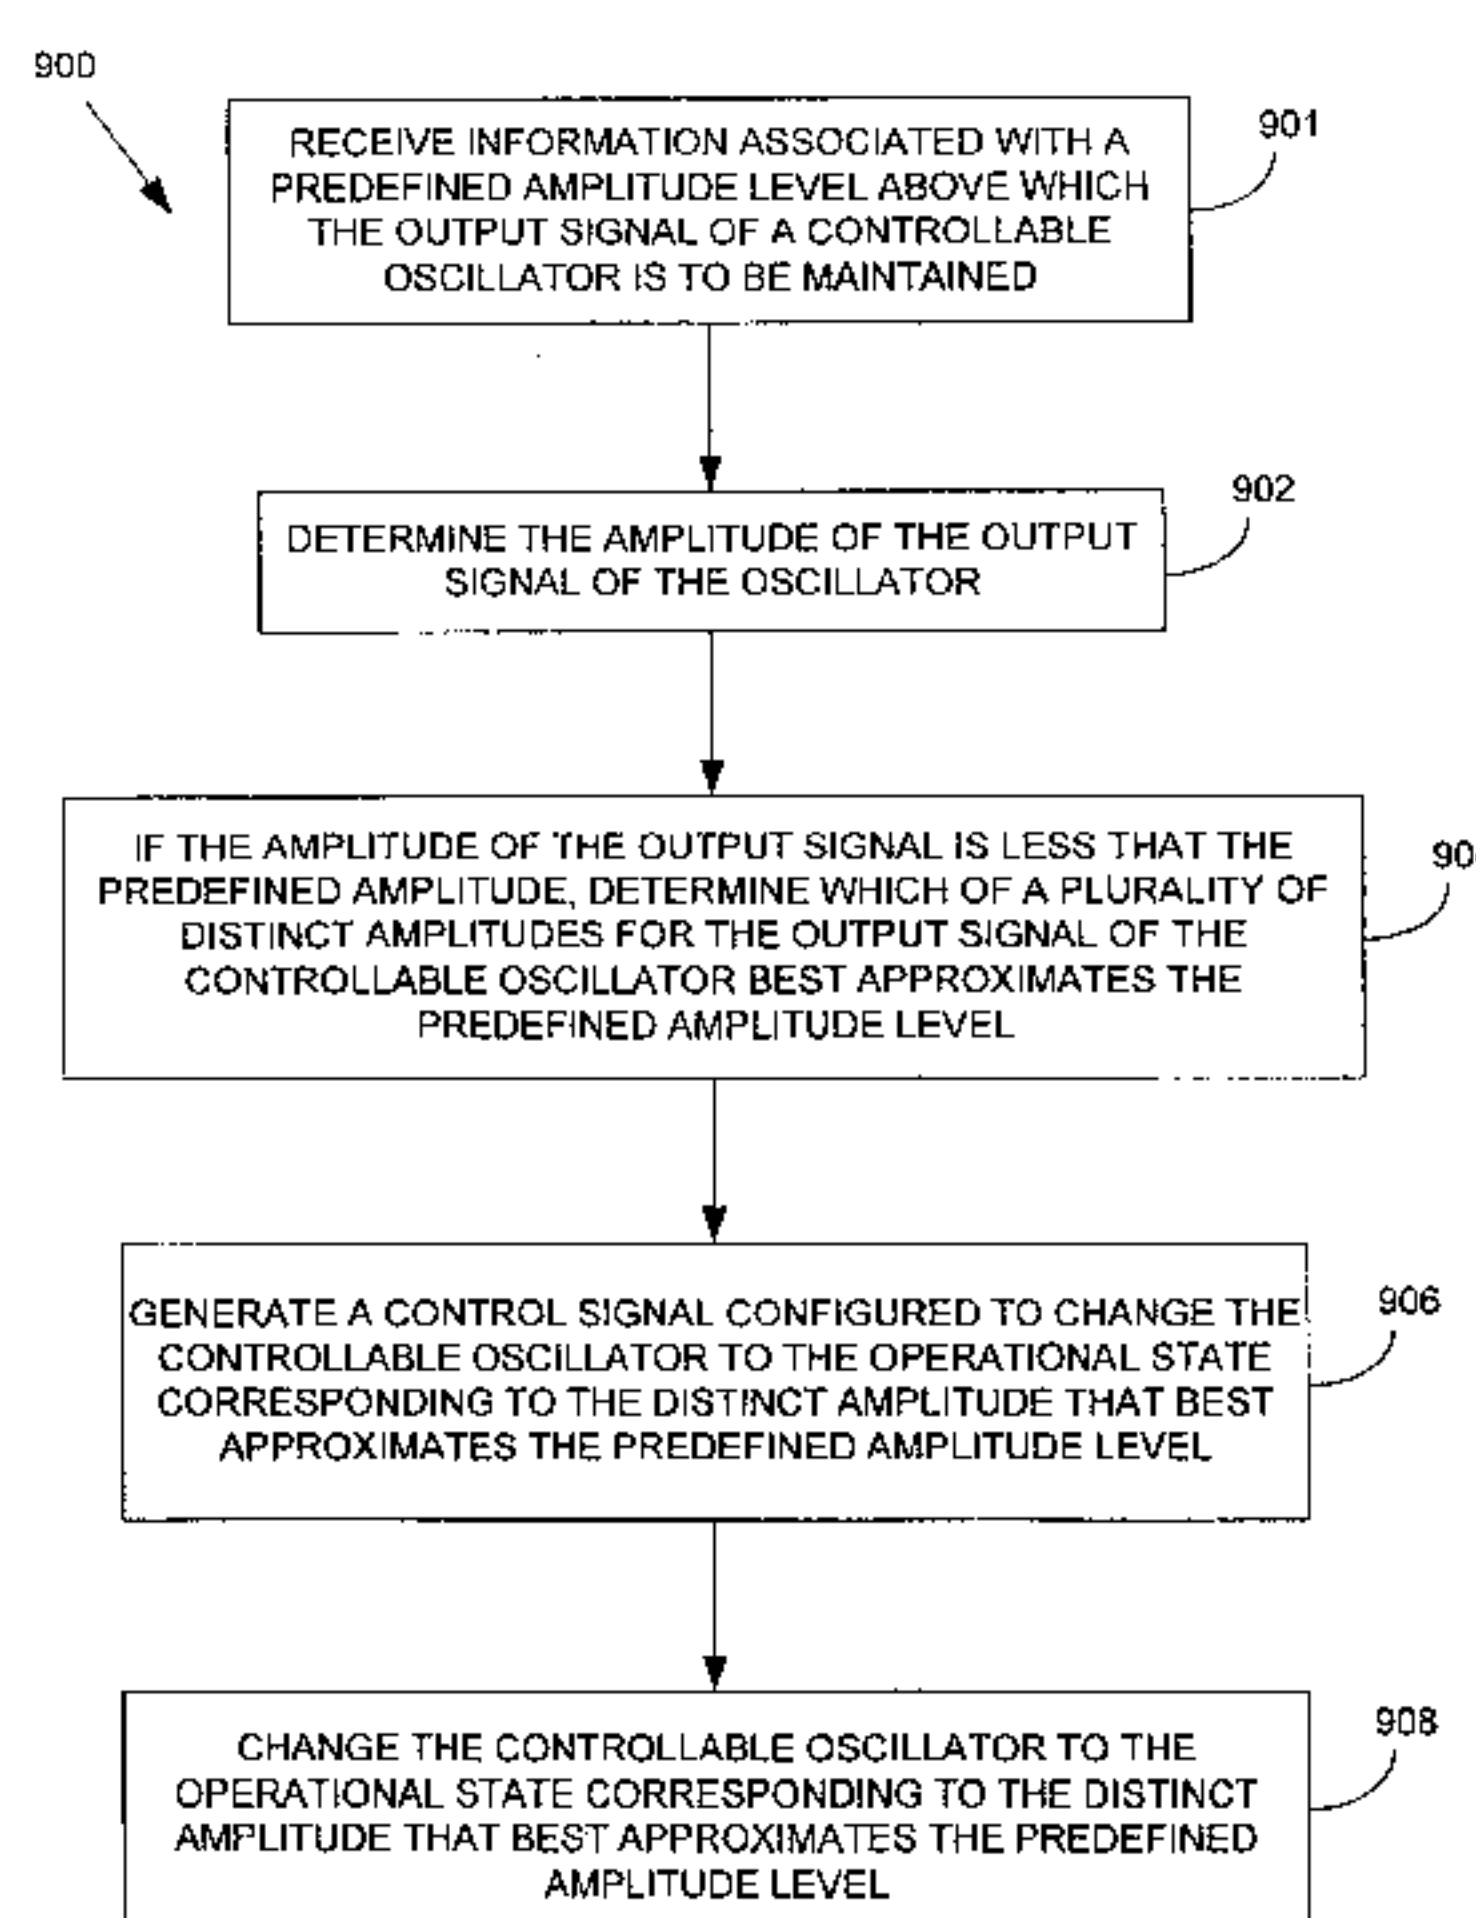 900
RECEIVE INFORMATION ASSOCIATED WITH A
PREDEFINED AMPLITUDE LEVEL ABOVE WHICH
THE OUTPUT SIGNAL OF A CONTROLLABLE
OSCILLATOR IS TO BE MAINTAINED
901
DETERMINE THE AMPLITUDE OF THE OUTPUT
SIGNAL OF THE OSCILLATOR
902
IF THE AMPLITUDE OF THE OUTPUT SIGNAL IS LESS THAT THE
PREDEFINED AMPLITUDE, DETERMINE WHICH OF A PLURALITY OF
DISTINCT AMPLITUDES FOR THE OUTPUT SIGNAL OF THE
CONTROLLABLE OSCILLATOR BEST APPROXIMATES THE
PREDEFINED AMPLITUDE LEVEL
GENERATE A CONTROL SIGNAL CONFIGURED TO CHANGE THE
CONTROLLABLE OSCILLATOR TO THE OPERATIONAL STATE
CORRESPONDING TO THE DISTINCT AMPLITUDE THAT BEST
APPROXIMATES THE PREDEFINED AMPLITUDE LEVEL
906
CHANGE THE CONTROLLABLE OSCILLATOR TO THE
OPERATIONAL STATE CORRESPONDING TO THE DISTINCT
AMPLITUDE THAT BEST APPROXIMATES THE PREDEFINED
AMPLITUDE LEVEL
908